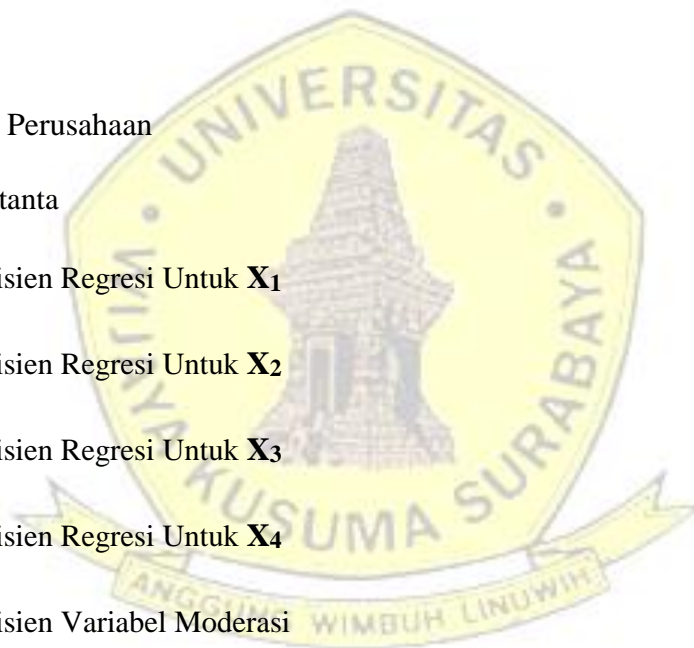 Perusahaan
tanta
isien Regresi Untuk X1
isien Regresi Untuk X2
isien Regresi Untuk X3
isien Regresi Untuk X4
isien Variabel Moderasi
UNIVERSITAS
WIJAYA KUSUMA SURABAYA
ANGGUNG WIMBUH LINUWIH